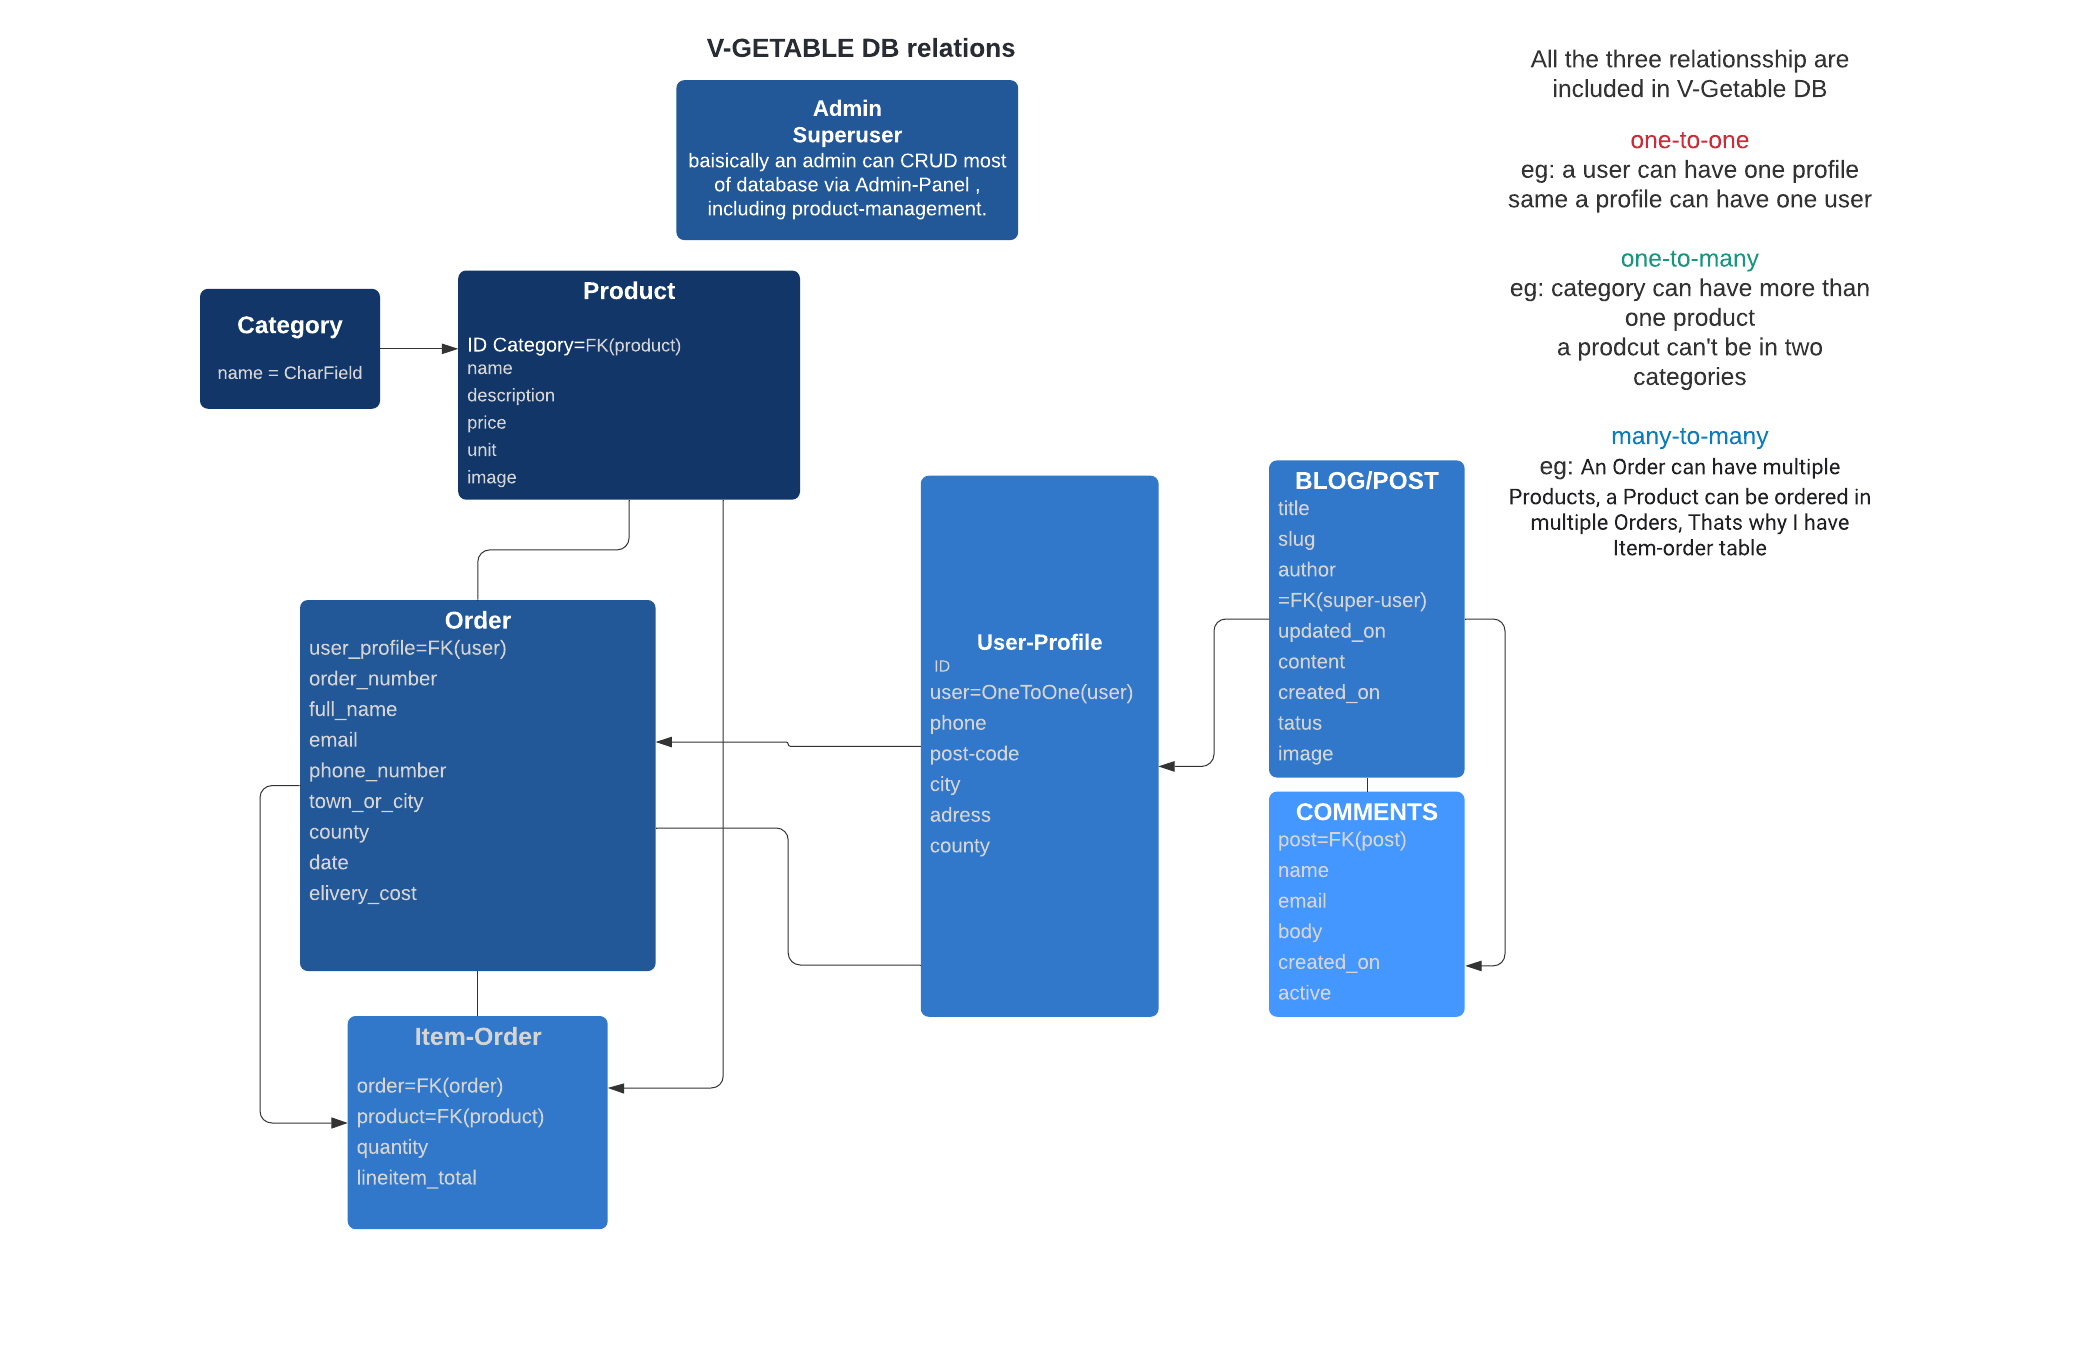 V-GETABLE DB relations
Admin
Superuser
baisically an admin can CRUD most
of database via Admin-Panel ,
including product-management.
Category
name = CharField
Product
ID Category=FK(product)
name
description
price
unit
image
Order
user_profile=FK(user)
order_number
full_name
email
phone_number
town_or_city
county
date
elivery_cost
Item-Order
order=FK(order)
product=FK(product)
quantity
lineitem_total
User-Profile
ID
user=OneToOne(user)
phone
post-code
city
adress
county
BLOG/POST
title
slug
author
=FK(super-user)
updated_on
content
created_on
tatus
image
COMMENTS
post=FK(post)
name
email
body
created_on
active
All the three relationsship are
included in V-Getable DB
one-to-one
eg: a user can have one profile
same a profile can have one user
one-to-many
eg: category can have more than
one product
a prodcut can't be in two
categories
many-to-many
eg: An Order can have multiple
Products, a Product can be ordered in
multiple Orders, Thats why I have
Item-order table